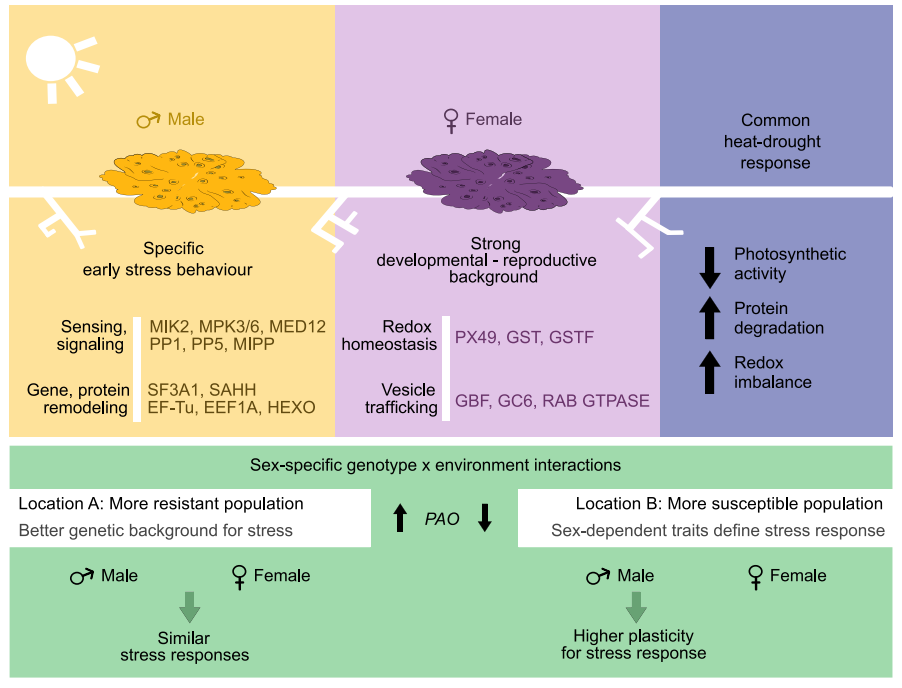 ♂ Male
♀ Female
Common
heat-drought
response
Specific
early stress behaviour
Strong
developmental - reproductive
background
Photosynthetic
activity
Protein
degradation
Redox
imbalance
Sensing,
signaling
MIK2, MPK3/6, MED12
PP1, PP5, MIPP
Gene, protein
remodeling
SF3A1, SAHH
EF-Tu, EEF1A, HEXO
Redox
homeostasis
PX49, GST, GSTF
Vesicle
trafficking
GBF, GC6, RAB GTPASE
Sex-specific genotype x environment interactions
Location A: More resistant population
Better genetic background for stress
PAO
Location B: More susceptible population
Sex-dependent traits define stress response
♂ Male
♀ Female
Similar
stress responses
♂ Male
♀ Female
Higher plasticity
for stress response